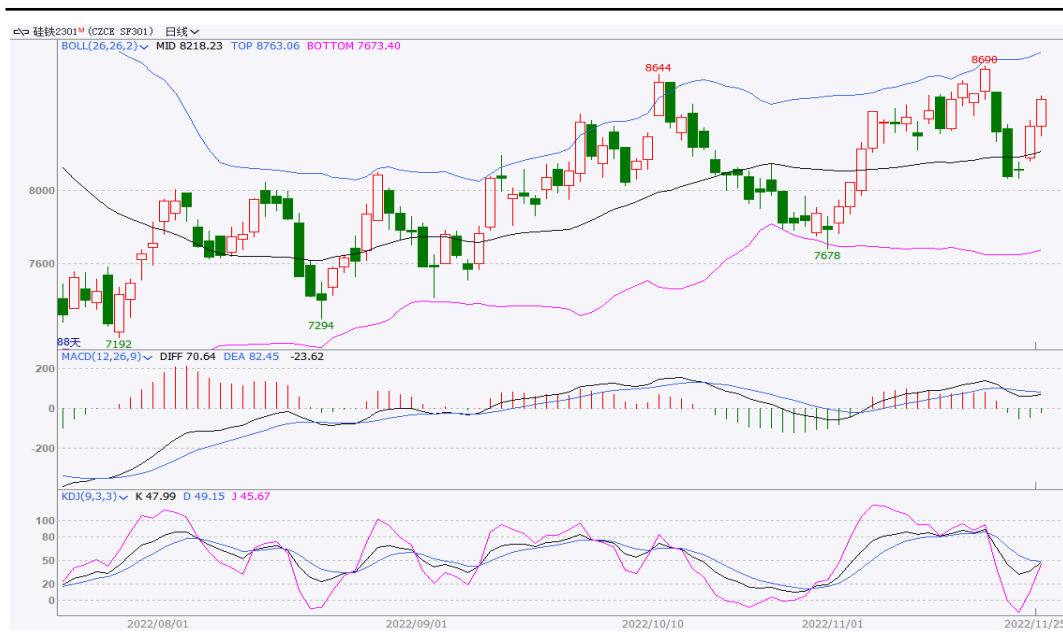 硅铁2301M (CZCE SF301) 日线
BOLL(26,26,2) MID 8218.23 TOP 8763.06 BOTTOM 7673.40
8690
8644
8000
7678
7600
7294
88天
7192
MACD(12,26,9) DIFF 70.64 DEA 82.45 -23.62
200
0
-200
KDJ(9,3,3) K 47.99 D 49.15 J 45.67
100
80
50
20
0
2022/08/01 2022/09/01 2022/10/10 2022/11/01 2022/11/2